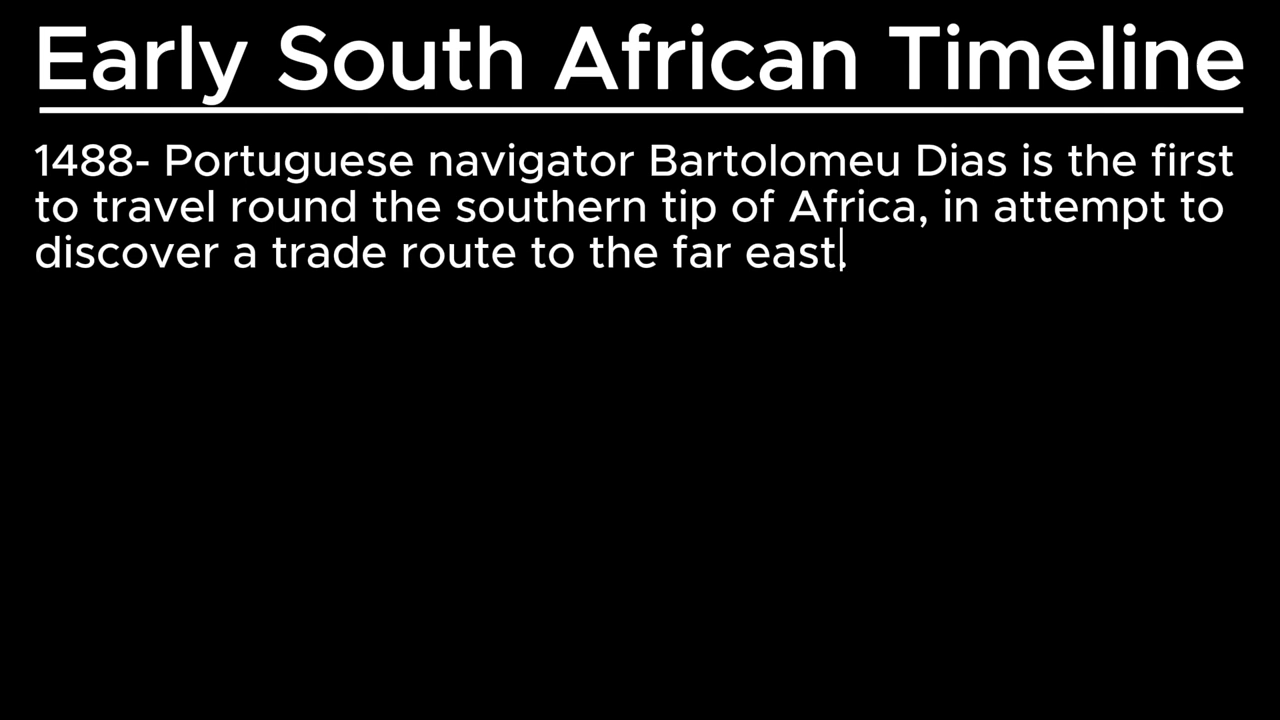 Early South African Timeline
1488- Portuguese navigator Bartolomeu Dias is the first
to travel round the southern tip of Africa, in attempt to
discover a trade route to the far east.